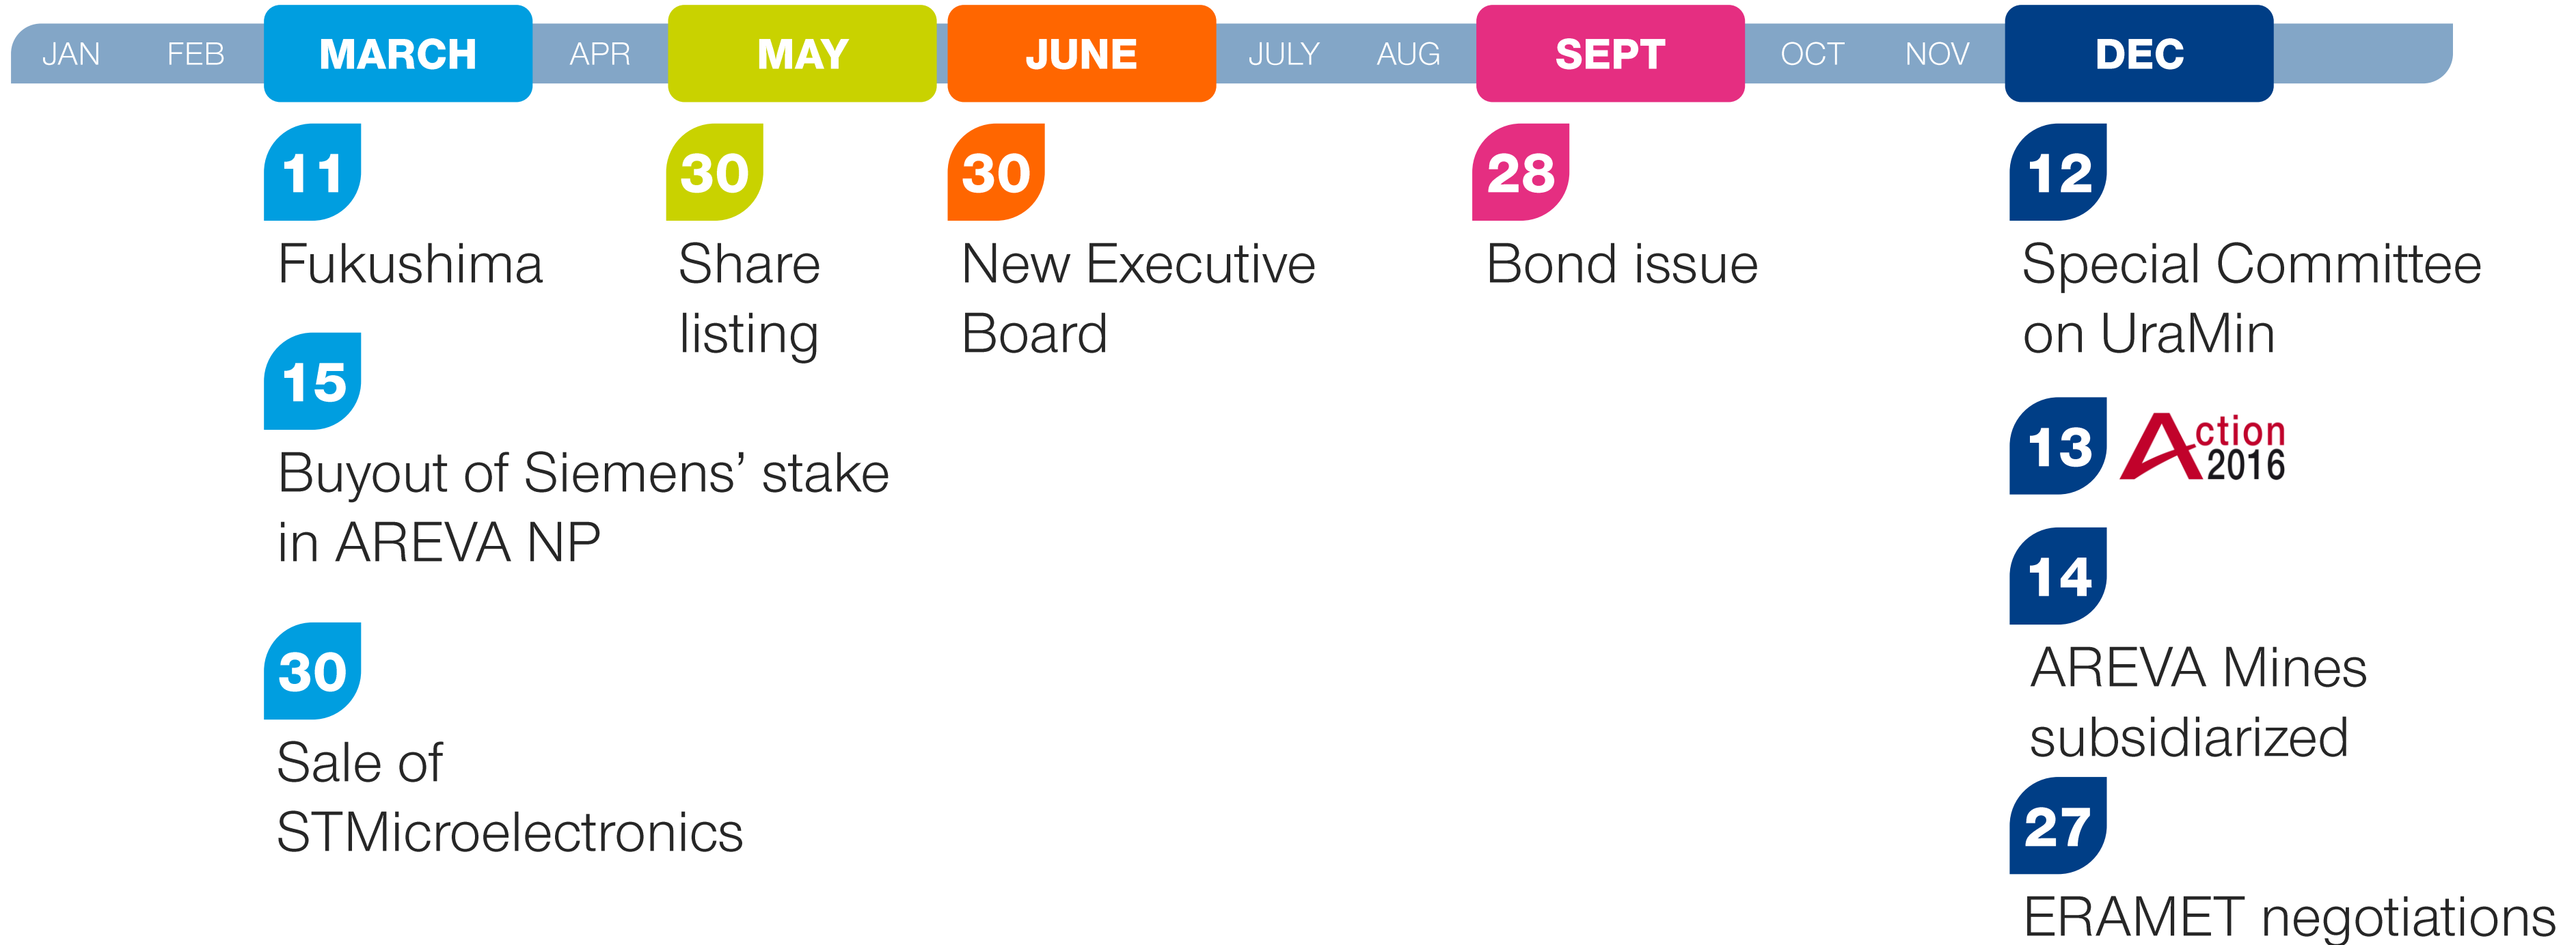 JAN FEB MARCH APR MAY JUNE JULY AUG SEPT OCT NOV DEC
11
Fukushima
15
Buyout of Siemens’ stake
in AREVA NP
30
Sale of
STMicroelectronics
30
Share
listing
30
New Executive
Board
28
Bond issue
12
Special Committee
on UraMin
13
Action
2016
14
AREVA Mines
subsidiarized
27
ERAMET negotiations